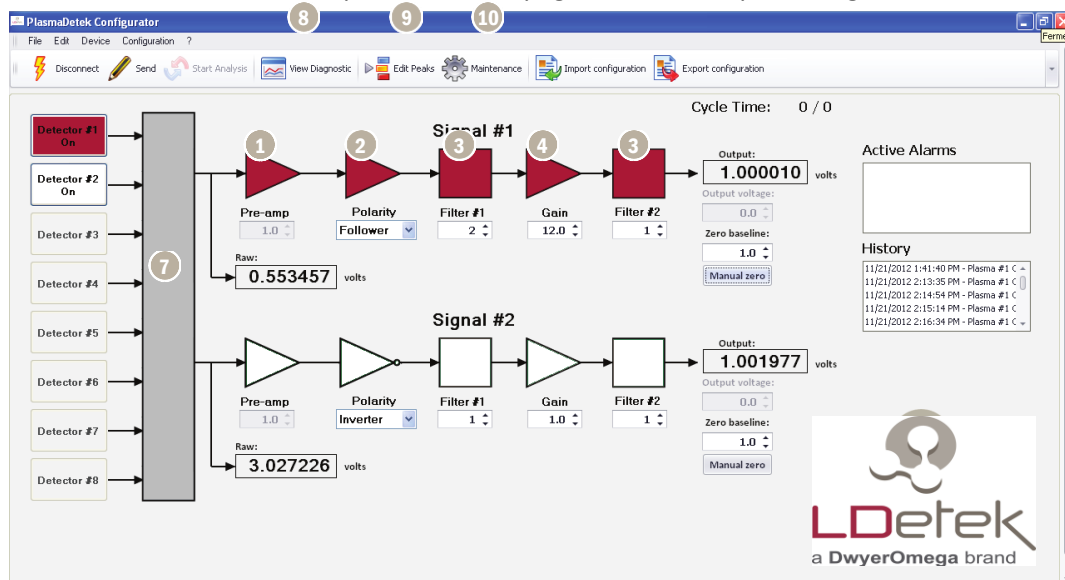 8 9 10
PlasmaDetek Configurator
Ferme
File Edit Device Configuration ?
Disconnect Send Start Analysis View Diagnostic Edit Peaks Maintenance Import configuration Export configuration
Cycle Time: 0 / 0
Detector #1
On
Detector #2
On
Detector #3
Detector #4
Detector #5
Detector #6
Detector #7
Detector #8
7
Signal #1
1 2 3 4 3
Pre-amp Polarity Filter #1 Gain Filter #2
1.0 Follower 2 12.0 1
Raw:
0.553457 volts
Output:
1.000010 volts
Output voltage:
0.0
Zero baseline:
1.0
Manual zero
Signal #2
Pre-amp Polarity Filter #1 Gain Filter #2
1.0 Inverter 1 1.0 1
Raw:
3.027226 volts
Output:
1.001977 volts
Output voltage:
0.0
Zero baseline:
1.0
Manual zero
Active Alarms
History
11/21/2012 1:41:40 PM - Plasma #1 C
11/21/2012 2:13:35 PM - Plasma #1 C
11/21/2012 2:14:54 PM - Plasma #1 C
11/21/2012 2:15:14 PM - Plasma #1 C
11/21/2012 2:16:34 PM - Plasma #1 C
LDetek
a DwyerOmega brand